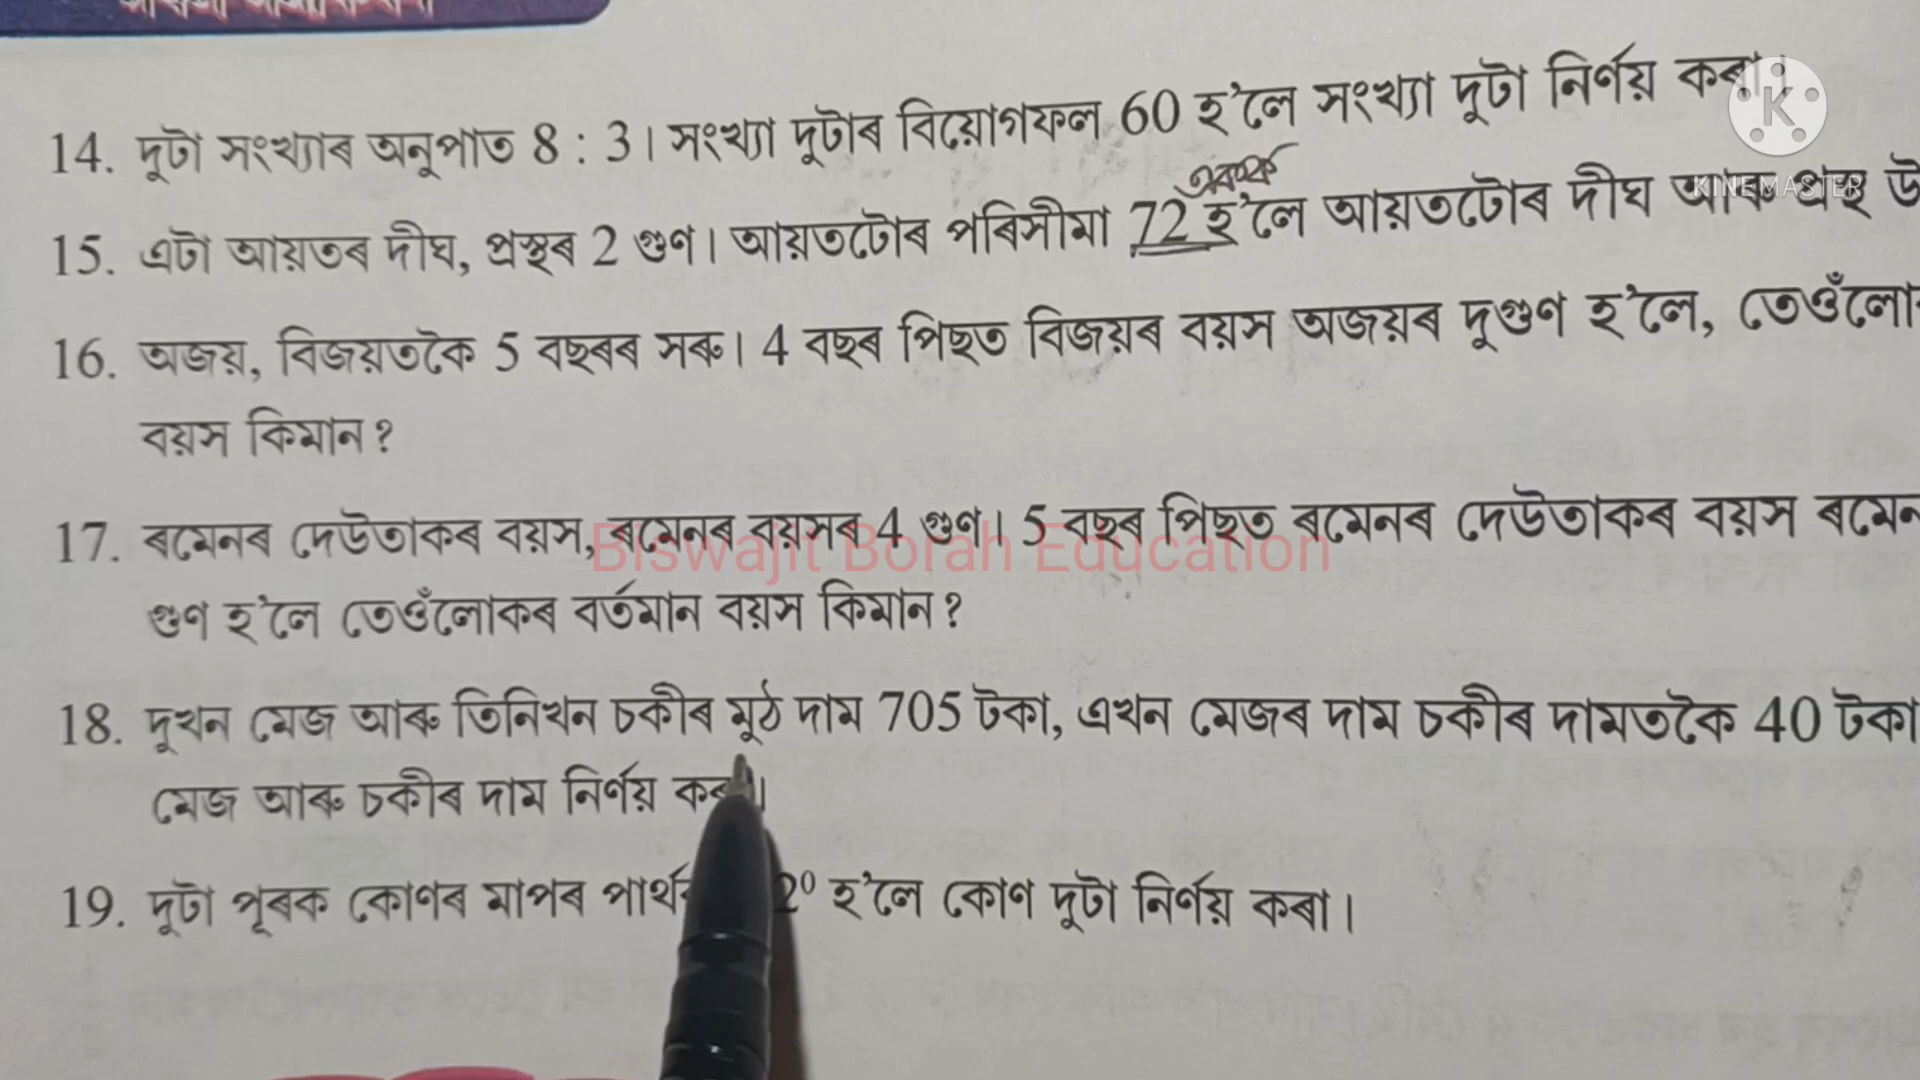 14. দুটা সংখ্যাৰ অনুপাত 8 : 3। সংখ্যা দুটাৰ বিয়োগফল 60 হ’লে সংখ্যা দুটা নিৰ্ণয় কৰা।
K
KINEMASTER
একক
15. এটা আয়তৰ দীঘ, প্ৰস্থৰ 2 গুণ। আয়তটোৰ পৰিসীমা 72 হ’লে আয়তটোৰ দীঘ আৰু
16. অজয়, বিজয়তকৈ 5 বছৰৰ সৰু। 4 বছৰ পিছত বিজয়ৰ বয়স অজয়ৰ দুগুণ হ’লে, তেওঁলো
বয়স কিমান?
17. ৰমেনৰ দেউতাকৰ বয়স, ৰমেনৰ বয়সৰ 4 গুণ। 5 বছৰ পিছত ৰমেনৰ দেউতাকৰ বয়স ৰমেন
Biswajit Borah Education
গুণ হ’লে তেওঁলোকৰ বৰ্তমান বয়স কিমান?
18. দুখন মেজ আৰু তিনিখন চকীৰ মুঠ দাম 705 টকা, এখন মেজৰ দাম চকীৰ দামতকৈ 40 টকা
মেজ আৰু চকীৰ দাম নিৰ্ণয় কৰা।
19. দুটা পূৰক কোণৰ মাপৰ 2⁰ হ’লে কোণ দুটা নিৰ্ণয় কৰা।